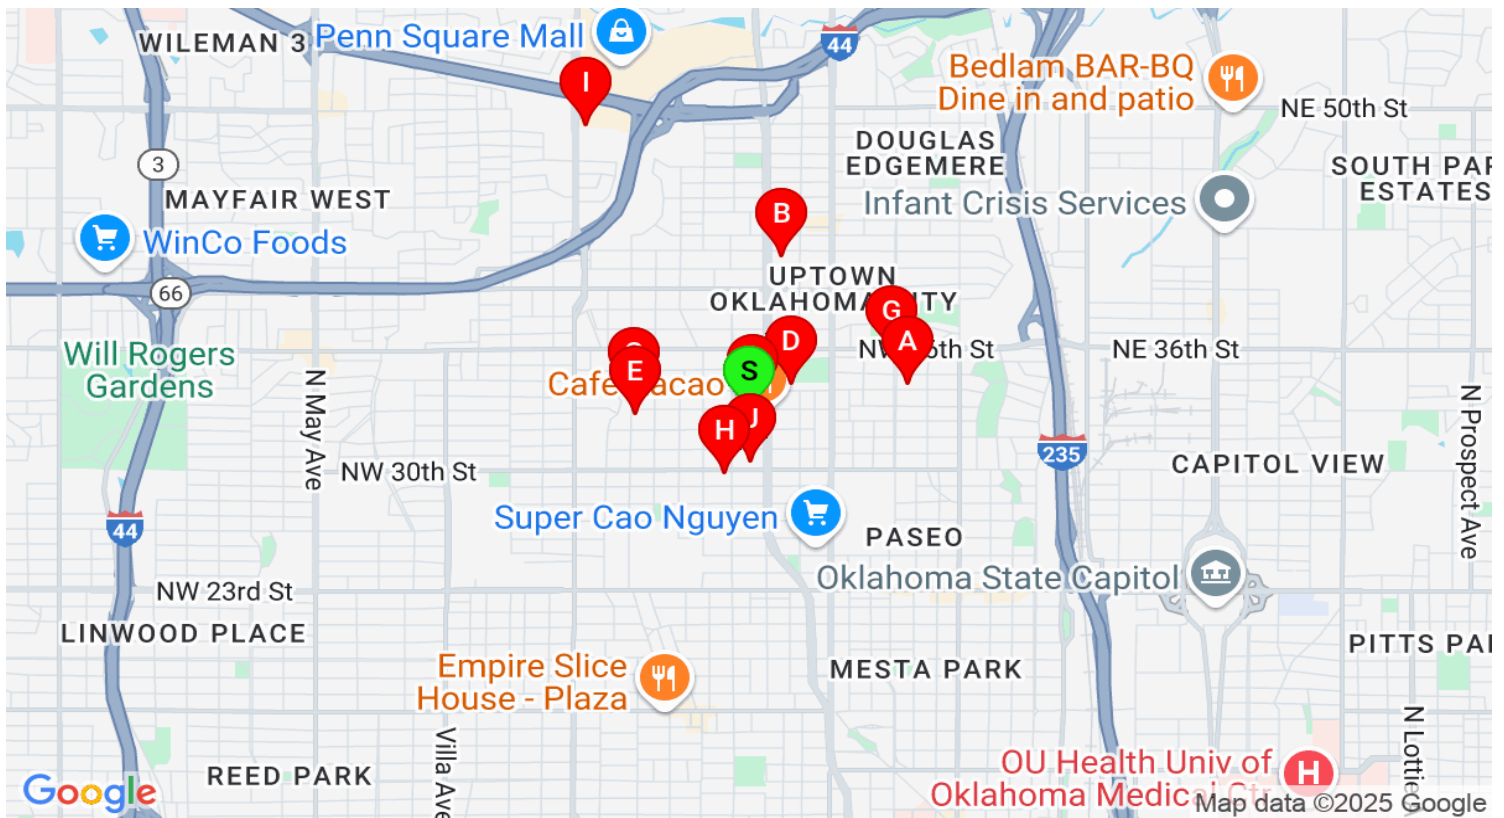 WILEMAN 3
Penn Square Mall
44
I
Bedlam BAR-BQ
Dine in and patio
NE 50th St
DOUGLAS
EDGEMERE
3
SOUTH PAR
ESTATES
MAYFAIR WEST
Infant Crisis Services
B
WinCo Foods
UPTOWN
66
G
Will Rogers
Gardens
D
A
NE 36th St
E
S
N May Ave
J
H
N Prospect Ave
NW 30th St
235
CAPITOL VIEW
Super Cao Nguyen
44
PASEO
Oklahoma State Capitol
NW 23rd St
LINWOOD PLACE
PITTS PA
Empire Slice
House - Plaza
MESTA PARK
Villa Ave
N Lottie
OU Health Univ of
Oklahoma Medical Ctr
H
REED PARK
Google
Map data ©2025 Google